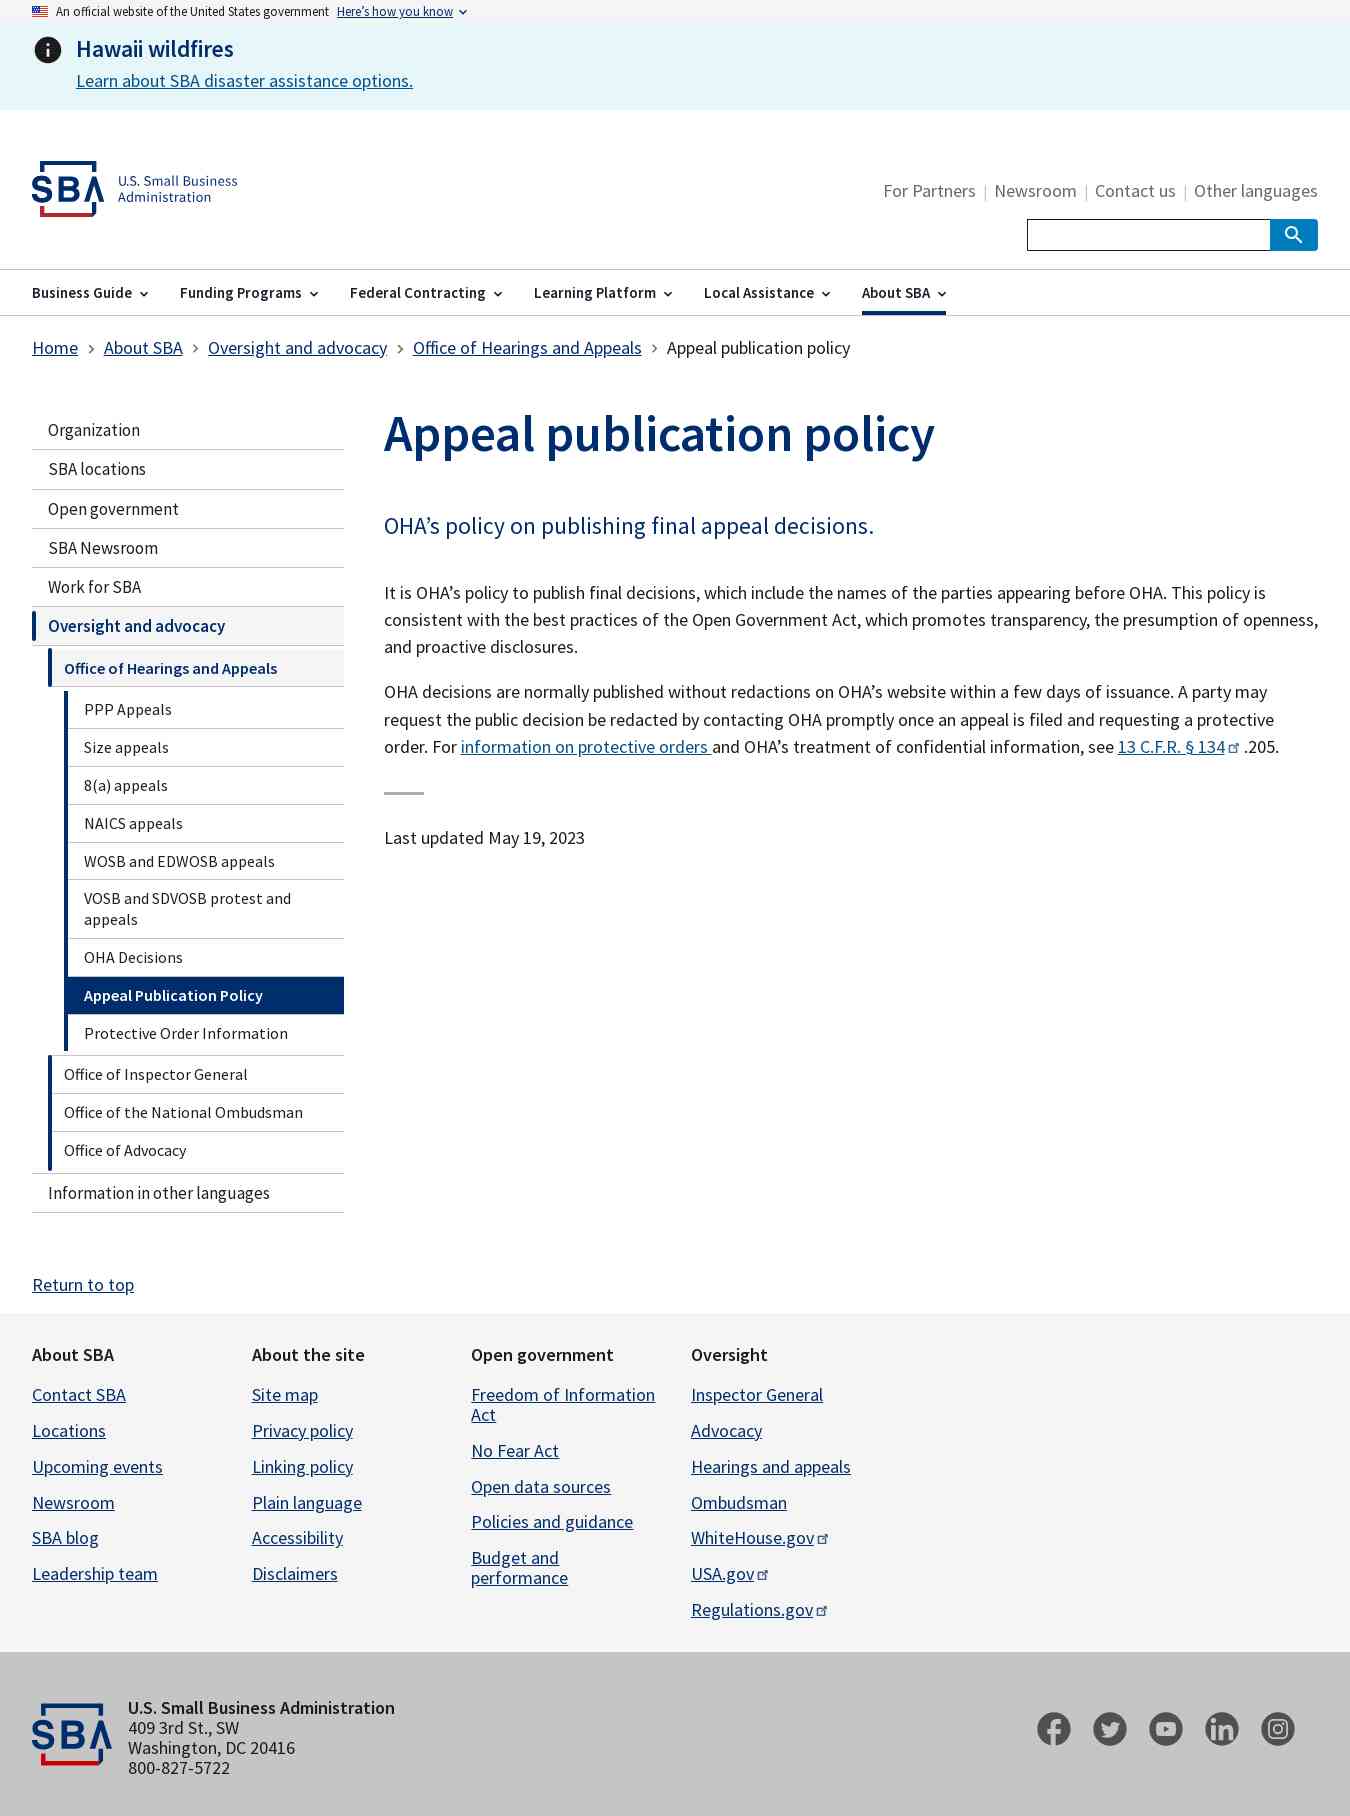 An official website of the United States government Here’s how you know
Hawaii wildfires
Learn about SBA disaster assistance options.
SBA U.S. Small Business
Administration
For Partners | Newsroom | Contact us | Other languages
Business Guide Funding Programs Federal Contracting Learning Platform Local Assistance About SBA
Home > About SBA > Oversight and advocacy > Office of Hearings and Appeals > Appeal publication policy
Organization
SBA locations
Open government
SBA Newsroom
Work for SBA
Oversight and advocacy
Office of Hearings and Appeals
PPP Appeals
Size appeals
8(a) appeals
NAICS appeals
WOSB and EDWOSB appeals
VOSB and SDVOSB protest and
appeals
OHA Decisions
Appeal Publication Policy
Protective Order Information
Office of Inspector General
Office of the National Ombudsman
Office of Advocacy
Information in other languages
Appeal publication policy
OHA’s policy on publishing final appeal decisions.
It is OHA’s policy to publish final decisions, which include the names of the parties appearing before OHA. This policy is
consistent with the best practices of the Open Government Act, which promotes transparency, the presumption of openness,
and proactive disclosures.
OHA decisions are normally published without redactions on OHA’s website within a few days of issuance. A party may
request the public decision be redacted by contacting OHA promptly once an appeal is filed and requesting a protective
order. For information on protective orders and OHA’s treatment of confidential information, see 13 C.F.R. § 134 .205.
Last updated May 19, 2023
Return to top
About SBA
Contact SBA
Locations
Upcoming events
Newsroom
SBA blog
Leadership team
About the site
Site map
Privacy policy
Linking policy
Plain language
Accessibility
Disclaimers
Open government
Freedom of Information
Act
No Fear Act
Open data sources
Policies and guidance
Budget and
performance
Oversight
Inspector General
Advocacy
Hearings and appeals
Ombudsman
WhiteHouse.gov
USA.gov
Regulations.gov
SBA
U.S. Small Business Administration
409 3rd St., SW
Washington, DC 20416
800-827-5722